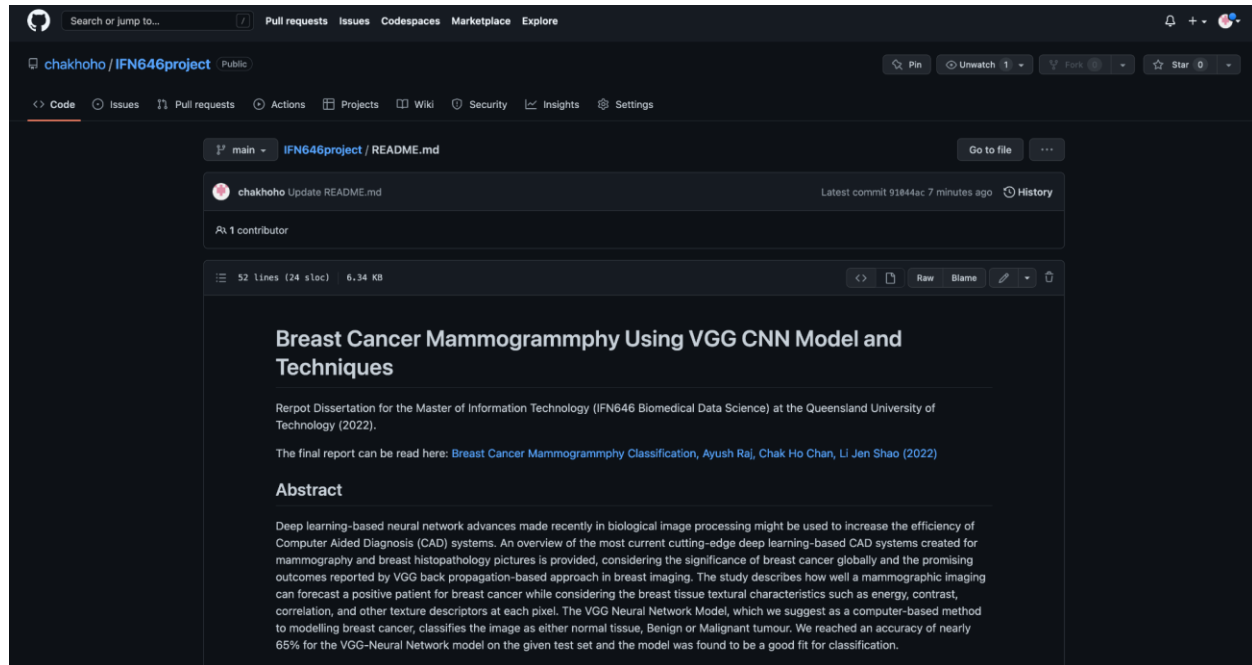 Search or jump to... / Pull requests Issues Codespaces Marketplace Explore
chakhoho / IFN646project Public Pin Unwatch 1 Fork 0 Star 0
<> Code Issues Pull requests Actions Projects Wiki Security Insights Settings
main IFN646project / README.md Go to file ...
chakhoho Update README.md Latest commit 91044ac 7 minutes ago History
1 contributor
52 lines (24 sloc) 6.34 KB <> Raw Blame
Breast Cancer Mammogrammphy Using VGG CNN Model and
Techniques
Rerpot Dissertation for the Master of Information Technology (IFN646 Biomedical Data Science) at the Queensland University of
Technology (2022).
The final report can be read here: Breast Cancer Mammogrammphy Classification, Ayush Raj, Chak Ho Chan, Li Jen Shao (2022)
Abstract
Deep learning-based neural network advances made recently in biological image processing might be used to increase the efficiency of
Computer Aided Diagnosis (CAD) systems. An overview of the most current cutting-edge deep learning-based CAD systems created for
mammography and breast histopathology pictures is provided, considering the significance of breast cancer globally and the promising
outcomes reported by VGG back propagation-based approach in breast imaging. The study describes how well a mammographic imaging
can forecast a positive patient for breast cancer while considering the breast tissue textural characteristics such as energy, contrast,
correlation, and other texture descriptors at each pixel. The VGG Neural Network Model, which we suggest as a computer-based method
to modelling breast cancer, classifies the image as either normal tissue, Benign or Malignant tumour. We reached an accuracy of nearly
65% for the VGG-Neural Network model on the given test set and the model was found to be a good fit for classification.